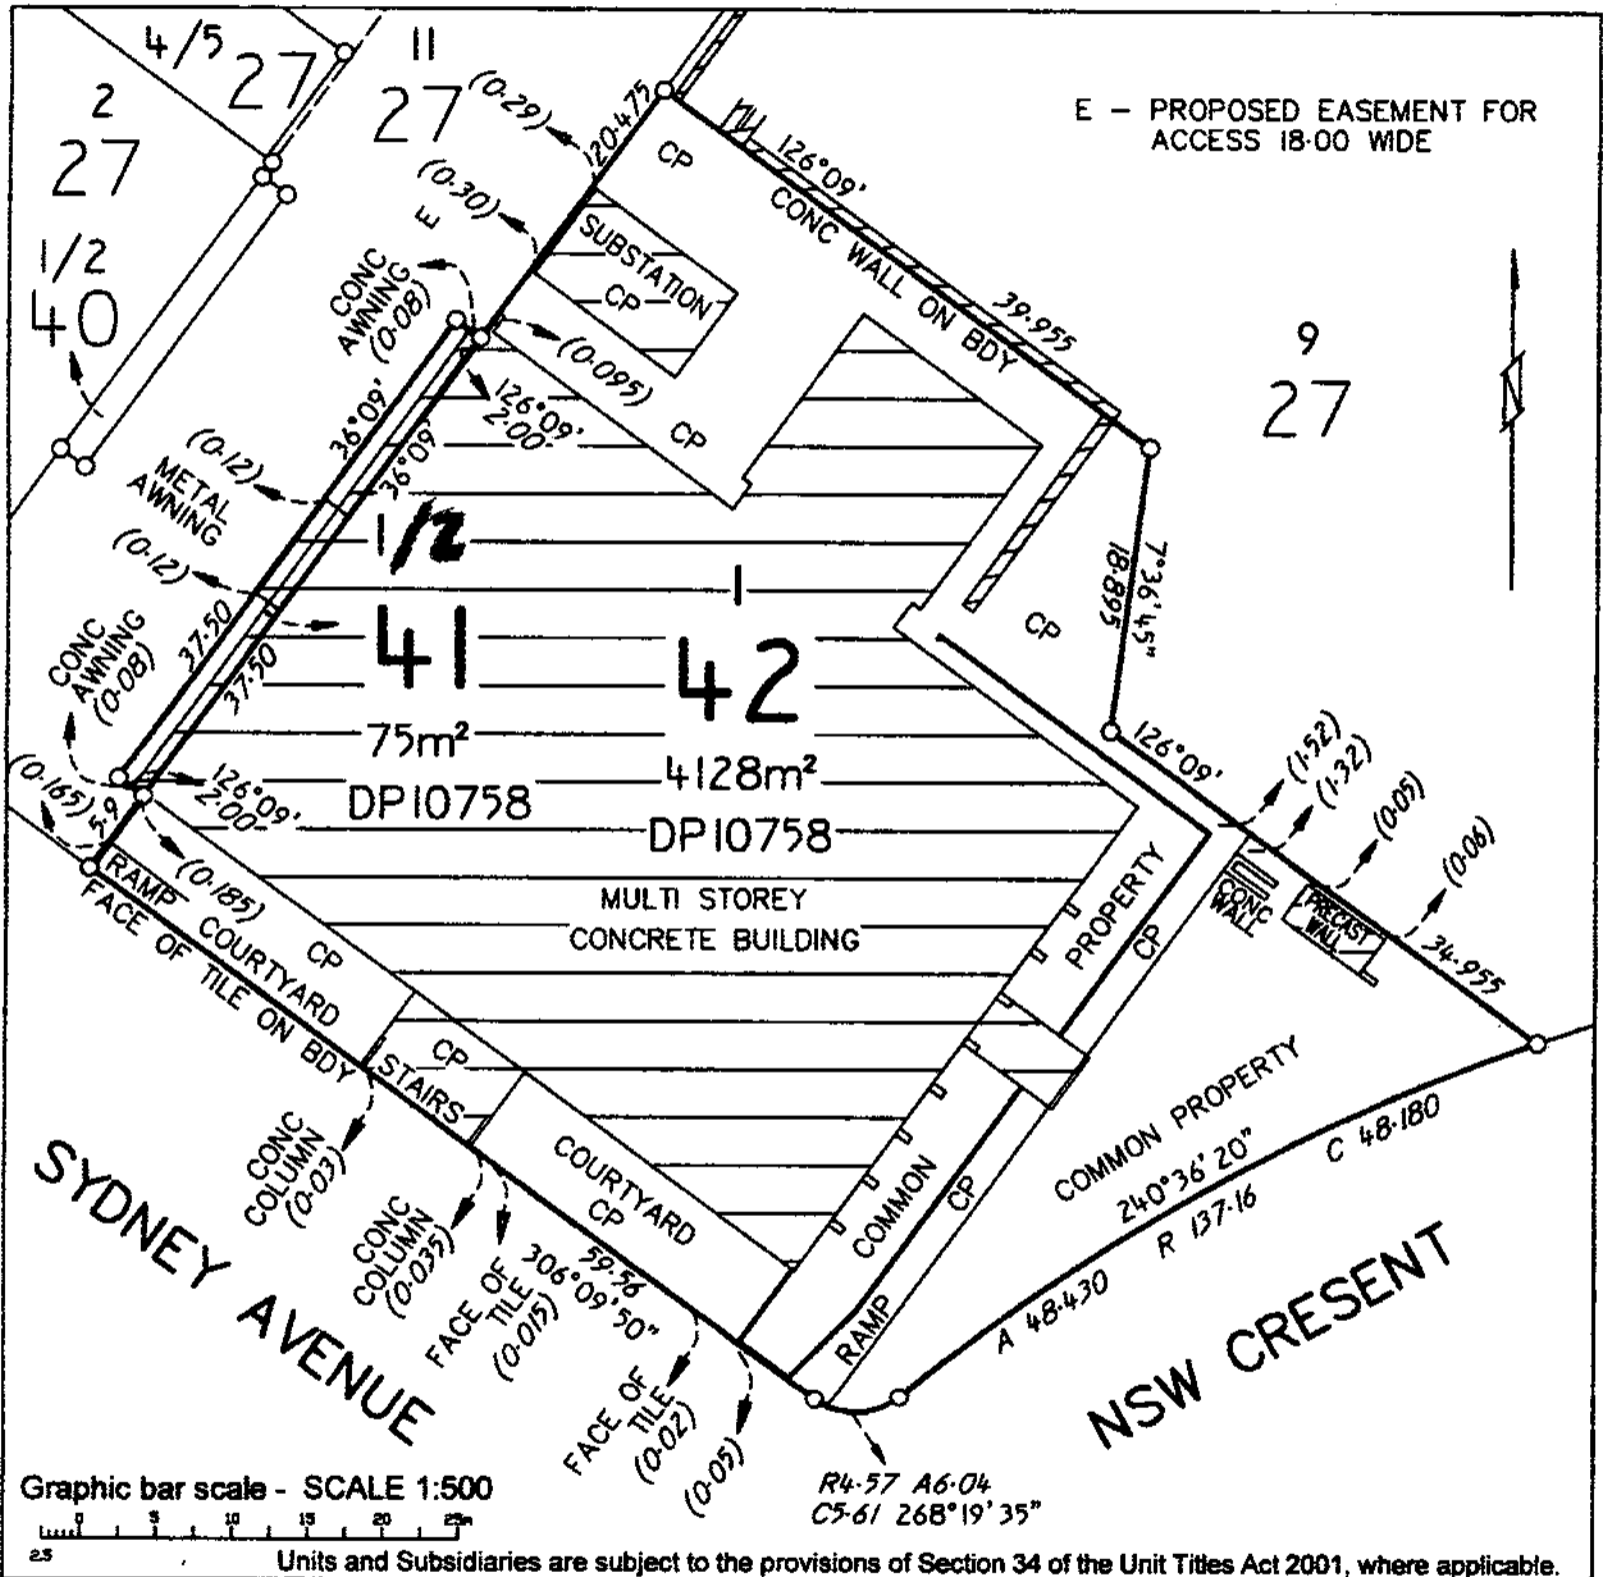 4/5
27
11
27
2
27
1/2
40
(0·29)
120·475
(0·30)
E
CP
126°09'
CONC WALL ON BDY
39·955
E – PROPOSED EASEMENT FOR
ACCESS 18·00 WIDE
9
27
SUBSTATION
CP
CONC
AWNING
(0·08)
(0·095)
126°09'
2·00
CP
36°09'
36°09'
(0·12)
METAL
AWNING
(0·12)
37·50
37·50
CONC
AWNING
(0·08)
1/2
41
75m²
DP10758
1
42
4128m²
DP10758
MULTI STOREY
CONCRETE BUILDING
7°36'45"
18·895
CP
126°09'
(1·52)
(1·32)
(0·05)
(0·06)
CONC
WALL
PRECAST
WALL
34·955
(0·165)
5·9
126°09'
2·00
(0·185)
RAMP
COURTYARD
CP
FACE OF TILE ON BDY
CP
STAIRS
COURTYARD
CP
COMMON
PROPERTY
CP
CP
RAMP
COMMON PROPERTY
240°36'20"
A 48·430
R 137·16
C 48·180
CONC
COLUMN
(0·03)
CONC
COLUMN
(0·035)
FACE OF
TILE
(0·015)
59·56
306°09'50"
FACE OF
TILE
(0·02)
(0·05)
SYDNEY AVENUE
NSW CRESENT
R4·57 A6·04
C5·61 268°19'35"
Graphic bar scale - SCALE 1:500
0 5 10 15 20 25m
2.5
Units and Subsidiaries are subject to the provisions of Section 34 of the Unit Titles Act 2001, where applicable.